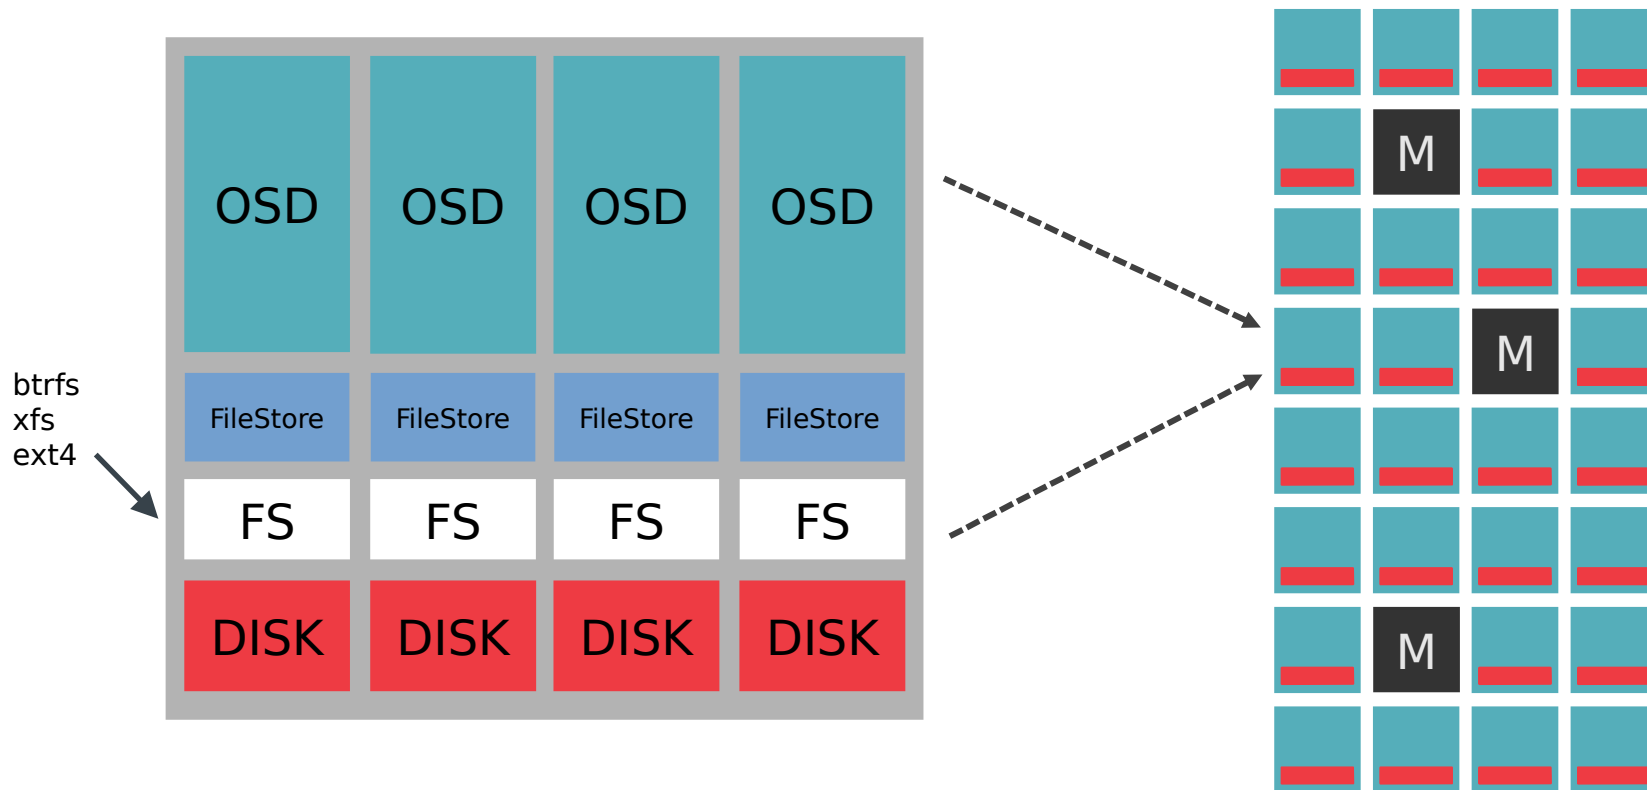 OSD OSD OSD OSD
btrfs
xfs
ext4
FileStore FileStore FileStore FileStore
FS FS FS FS
DISK DISK DISK DISK
M
M
M